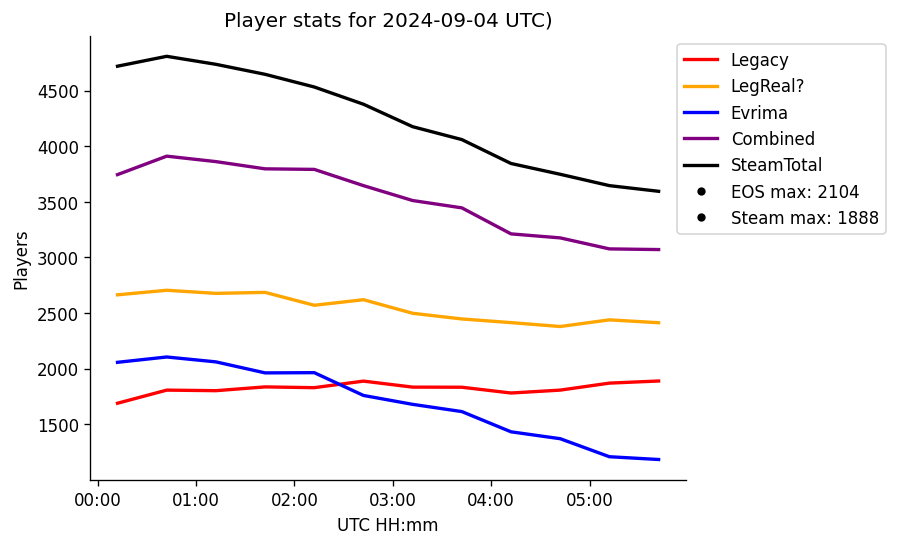 Player stats for 2024-09-04 UTC)
Legacy
LegReal?
Evrima
Combined
SteamTotal
EOS max: 2104
Steam max: 1888
Players
4500
4000
3500
3000
2500
2000
1500
00:00 01:00 02:00 03:00 04:00 05:00
UTC HH:mm